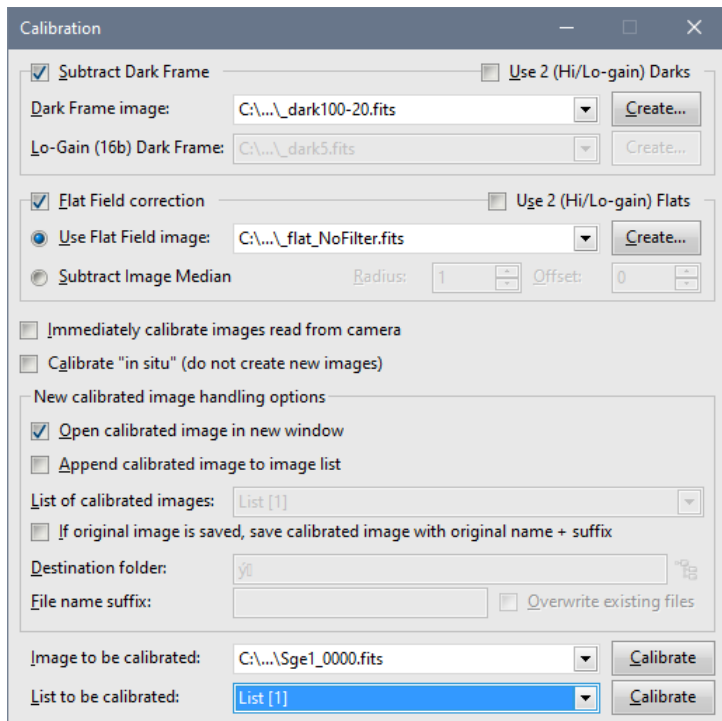 Calibration
Subtract Dark Frame Use 2 (Hi/Lo-gain) Darks
Dark Frame image: C:\...\_dark100-20.fits Create...
Lo-Gain (16b) Dark Frame: C:\...\_dark5.fits Create...
Flat Field correction Use 2 (Hi/Lo-gain) Flats
Use Flat Field image: C:\...\_flat_NoFilter.fits Create...
Subtract Image Median Radius: 1 Offset: 0
Immediately calibrate images read from camera
Calibrate "in situ" (do not create new images)
New calibrated image handling options
Open calibrated image in new window
Append calibrated image to image list
List of calibrated images: List [1]
If original image is saved, save calibrated image with original name + suffix
Destination folder:
File name suffix: Overwrite existing files
Image to be calibrated: C:\...\Sge1_0000.fits Calibrate
List to be calibrated: List [1] Calibrate